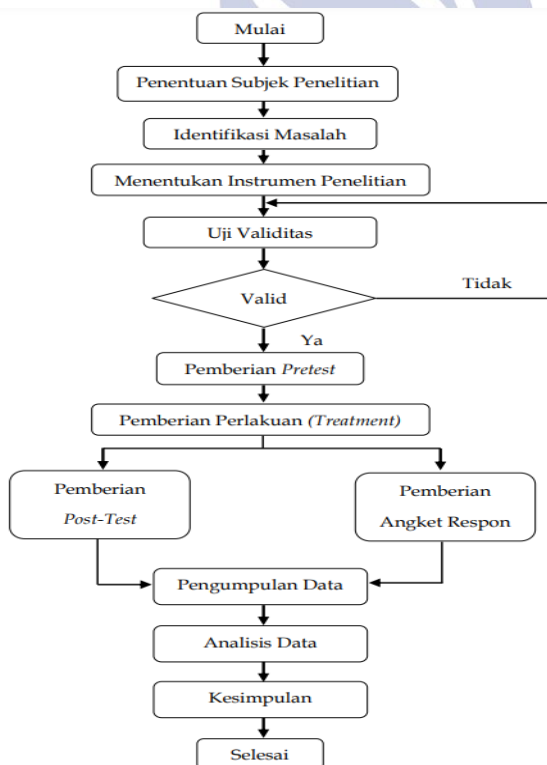 Mulai
Penentuan Subjek Penelitian
Identifikasi Masalah
Menentukan Instrumen Penelitian
Uji Validitas
Valid
Tidak
Ya
Pemberian Pretest
Pemberian Perlakuan (Treatment)
Pemberian
Post-Test
Pemberian
Angket Respon
Pengumpulan Data
Analisis Data
Kesimpulan
Selesai